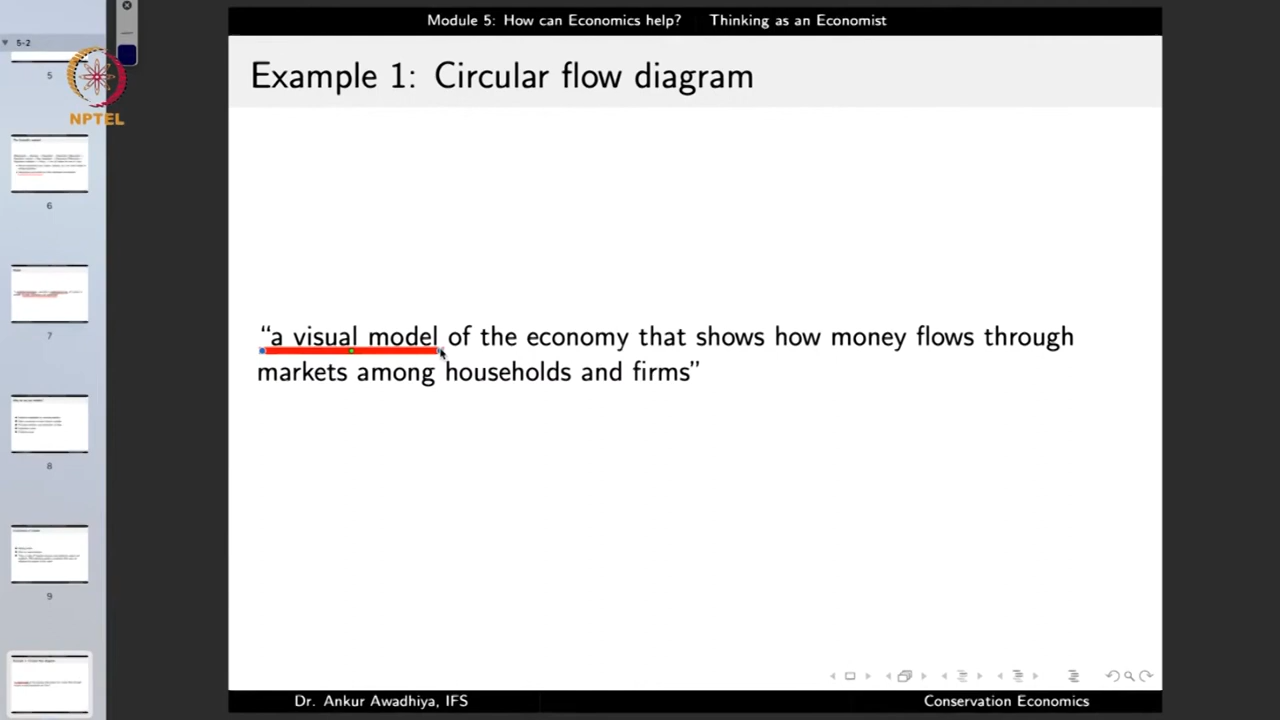 Module 5: How can Economics help? Thinking as an Economist
5-2
Example 1: Circular flow diagram
5
NPTEL
6
“a visual model of the economy that shows how money flows through
markets among households and firms”
7
8
9
Dr. Ankur Awadhiya, IFS Conservation Economics